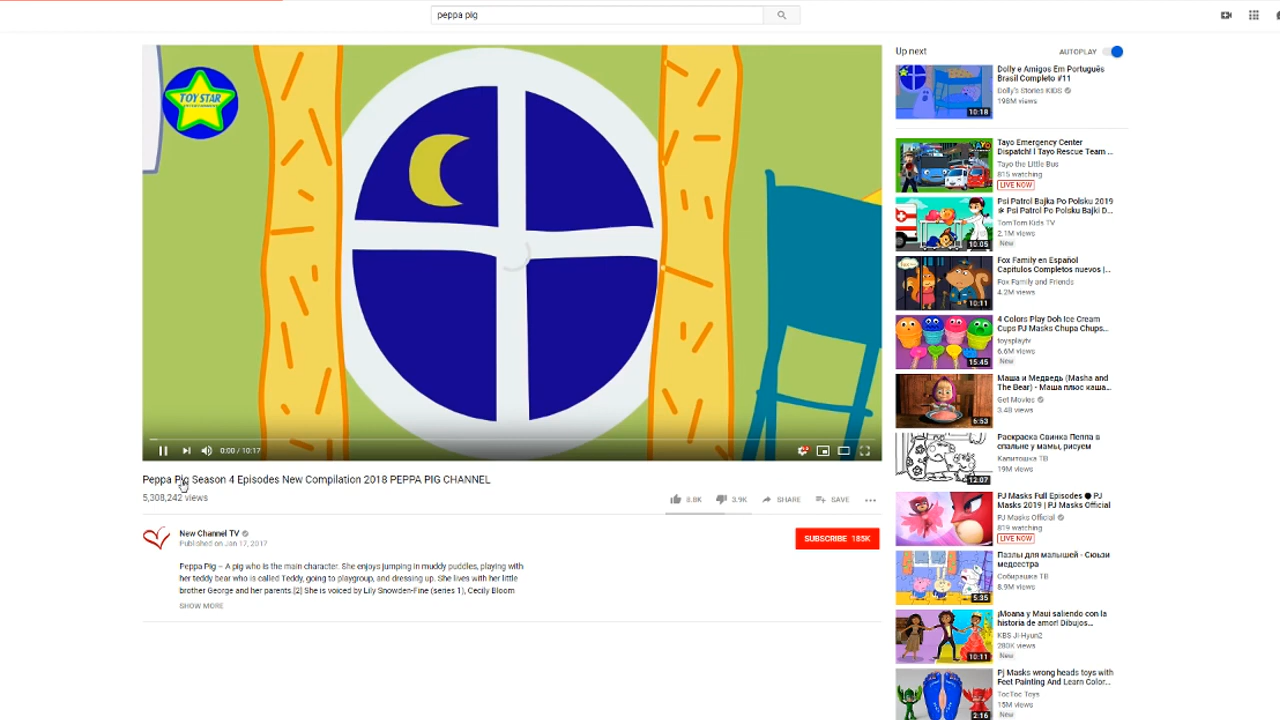 peppa pig
TOY STAR
ENTERTAINMENT
0:00 / 10:17
Peppa Pig Season 4 Episodes New Compilation 2018 PEPPA PIG CHANNEL
5,308,242 views
8.8K 3.9K SHARE SAVE
New Channel TV
Published on Jan 17, 2017
SUBSCRIBE 185K
Peppa Pig – A pig who is the main character. She enjoys jumping in muddy puddles, playing with
her teddy bear who is called Teddy, going to playgroup, and dressing up. She lives with her little
brother George and her parents.[2] She is voiced by Lily Snowden-Fine (series 1), Cecily Bloom
SHOW MORE
Up next
AUTOPLAY
Dolly e Amigos Em Português
Brasil Completo #11
Dolly's Stories KIDS
198M views
10:18
Tayo Emergency Center
Dispatch! l Tayo Rescue Team ...
Tayo the Little Bus
815 watching
LIVE NOW
Psi Patrol Bajka Po Polsku 2019
Psi Patrol Po Polsku Bajki D...
TomTom Kids TV
2.1M views
New
10:05
Fox Family en Español
Capitulos Completos nuevos |...
Fox Family and Friends
4.2M views
10:11
4 Colors Play Doh Ice Cream
Cups PJ Masks Chupa Chups...
toysplaytv
6.6M views
New
15:45
Маша и Медведь (Masha and
The Bear) - Маша плюс каша...
Get Movies
3.4B views
6:53
Раскраска Свинка Пеппа в
спальне у мамы, рисуем
Капитошка ТВ
19M views
12:07
PJ Masks Full Episodes ● PJ
Masks 2019 | PJ Masks Official
PJ Masks Official
819 watching
LIVE NOW
Пазлы для малышей - Сюьзи
медсестра
Собирашка ТВ
8.9M views
5:35
¡Moana y Maui saliendo con la
historia de amor! Dibujos...
KBS Ji Hyun2
280K views
New
10:11
Pj Masks wrong heads toys with
Feet Painting And Learn Color...
TocToc Toys
15M views
New
2:16